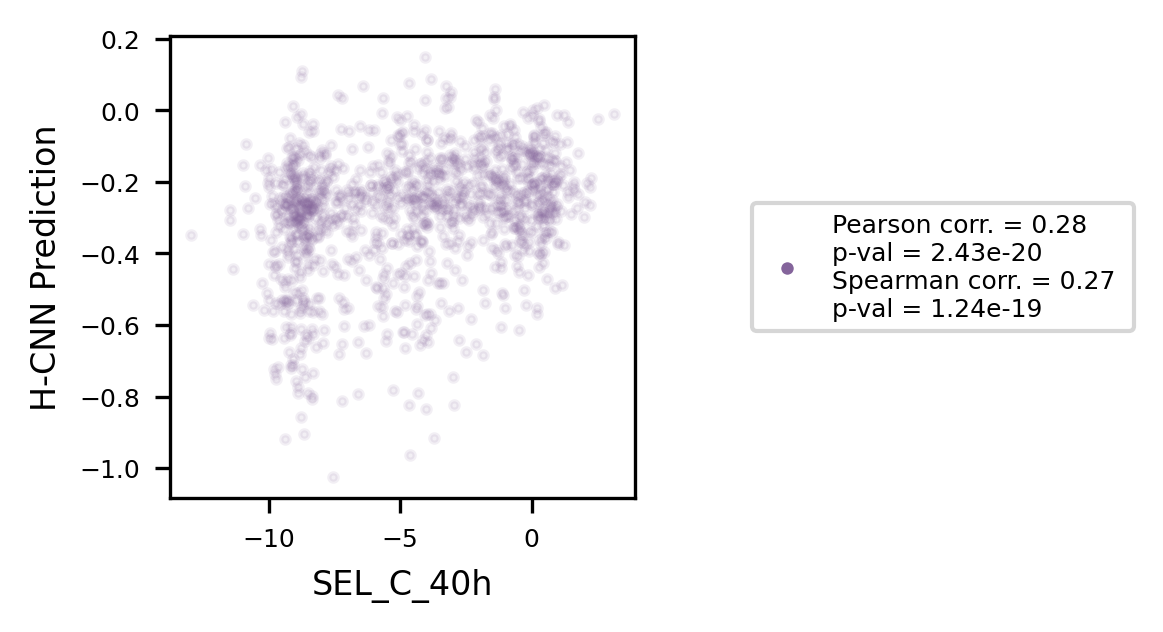 0.2
0.0
−0.2
−0.4
−0.6
−0.8
−1.0
H-CNN Prediction
−10
−5
0
SEL_C_40h
Pearson corr. = 0.28
p-val = 2.43e-20
Spearman corr. = 0.27
p-val = 1.24e-19